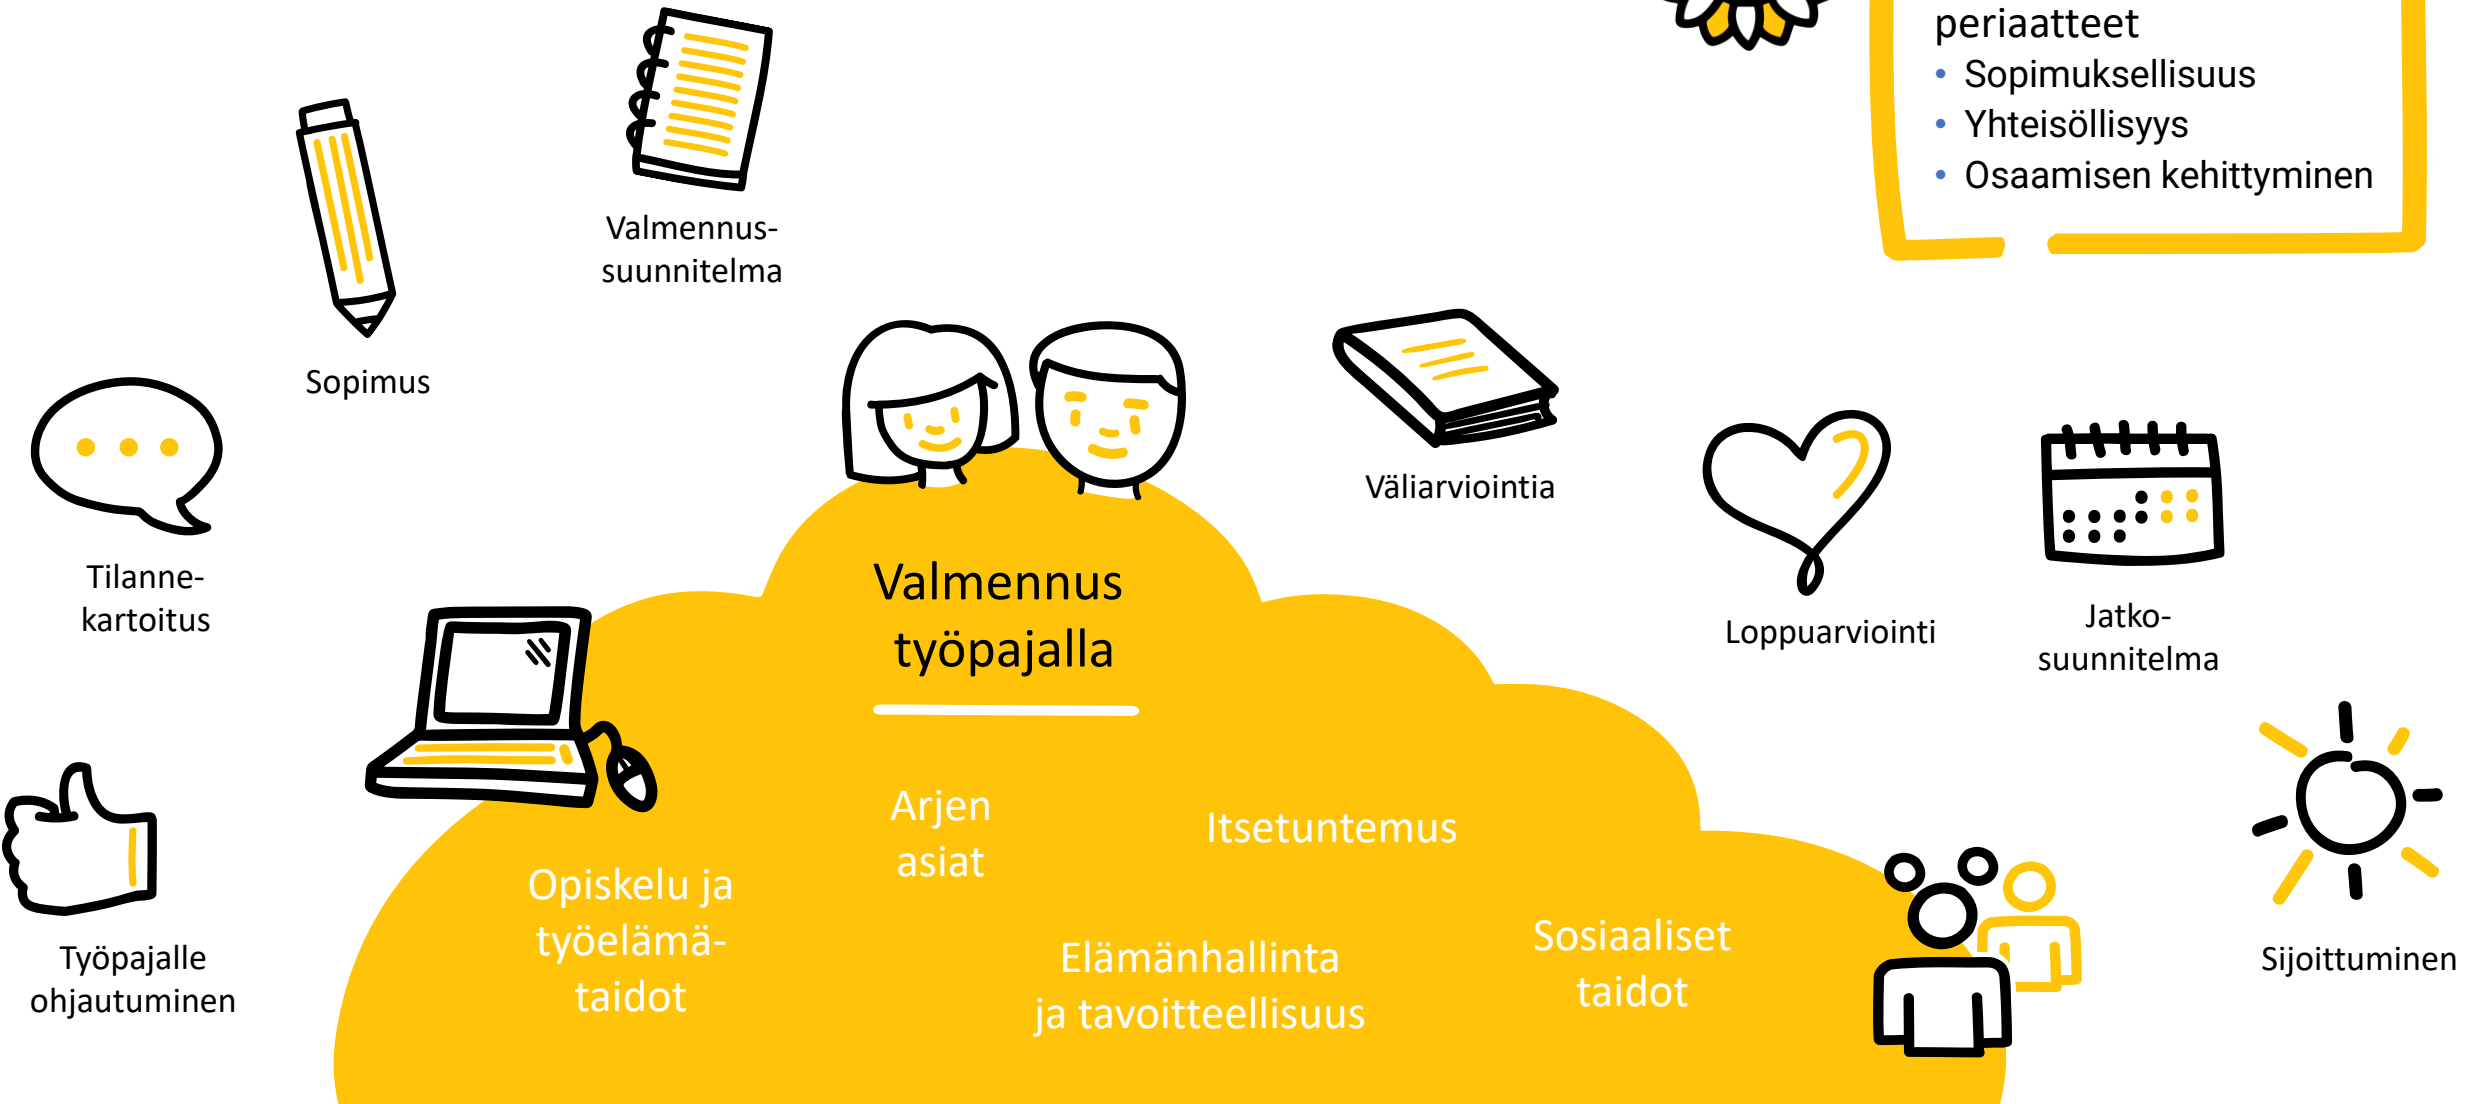 periaatteet
• Sopimuksellisuus
• Yhteisöllisyys
• Osaamisen kehittyminen
Valmennus-
suunnitelma
Sopimus
Tilanne-
kartoitus
Työpajalle
ohjautuminen
Väliarviointia
Loppuarviointi
Jatko-
suunnitelma
Sijoittuminen
Valmennus
työpajalla
Opiskelu ja
työelämä-
taidot
Arjen
asiat
Itsetuntemus
Elämänhallinta
ja tavoitteellisuus
Sosiaaliset
taidot